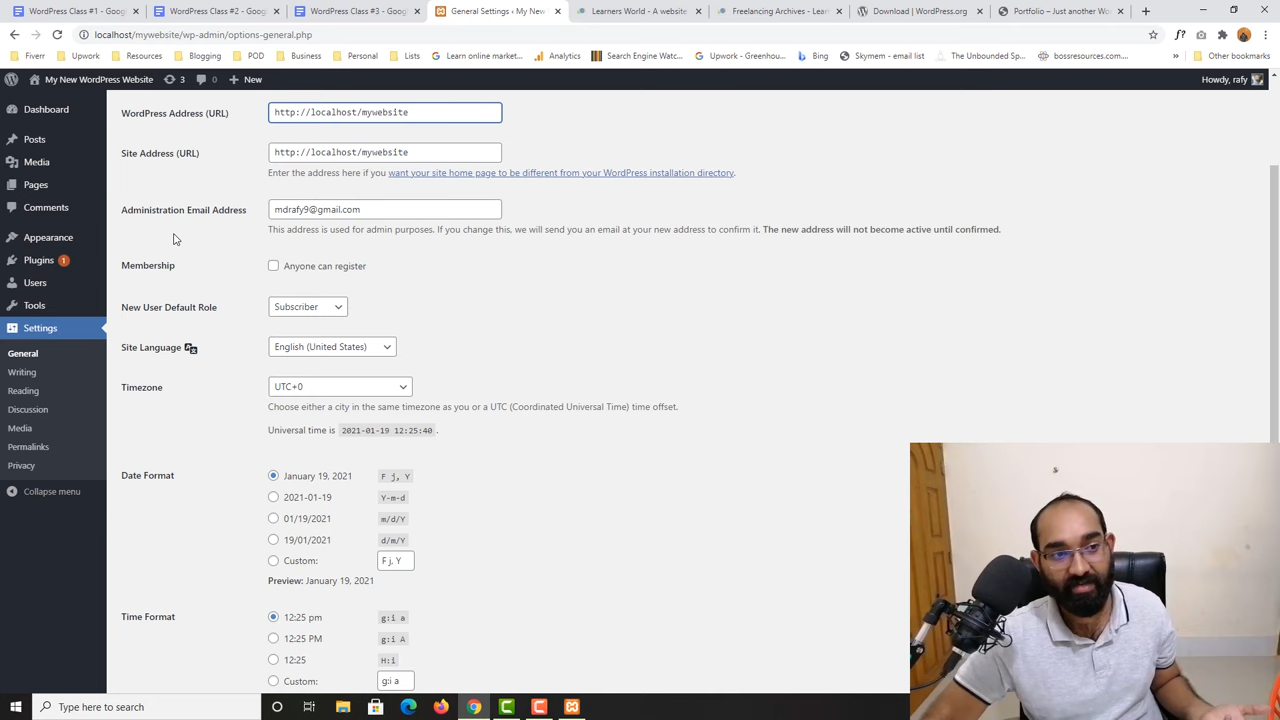 WordPress Class #1 - Goog
WordPress Class #2 - Googl
WordPress Class #3 - Googl
General Settings ‹ My New
Learners World - A website
Freelancing Archives - Lear
Download | WordPress.org
Portfolio – Just another Wo
localhost/mywebsite/wp-admin/options-general.php
Fiverr
Upwork
Resources
Blogging
POD
Business
Personal
Lists
Learn online market...
Analytics
Search Engine Watc...
Upwork - Greenhou...
Bing
Skymem - email list
The Unbounded Sp...
bossresources.com...
Other bookmarks
My New WordPress Website
3
0
New
Howdy, rafy
Dashboard
Posts
Media
Pages
Comments
Appearance
Plugins 1
Users
Tools
Settings
General
Writing
Reading
Discussion
Media
Permalinks
Privacy
Collapse menu
WordPress Address (URL)
http://localhost/mywebsite
Site Address (URL)
http://localhost/mywebsite
Enter the address here if you want your site home page to be different from your WordPress installation directory.
Administration Email Address
mdrafy9@gmail.com
This address is used for admin purposes. If you change this, we will send you an email at your new address to confirm it. The new address will not become active until confirmed.
Membership
Anyone can register
New User Default Role
Subscriber
Site Language
English (United States)
Timezone
UTC+0
Choose either a city in the same timezone as you or a UTC (Coordinated Universal Time) time offset.
Universal time is 2021-01-19 12:25:40 .
Date Format
January 19, 2021 F j, Y
2021-01-19 Y-m-d
01/19/2021 m/d/Y
19/01/2021 d/m/Y
Custom: F j, Y
Preview: January 19, 2021
Time Format
12:25 pm g:i a
12:25 PM g:i A
12:25 H:i
Custom: g:i a
Type here to search